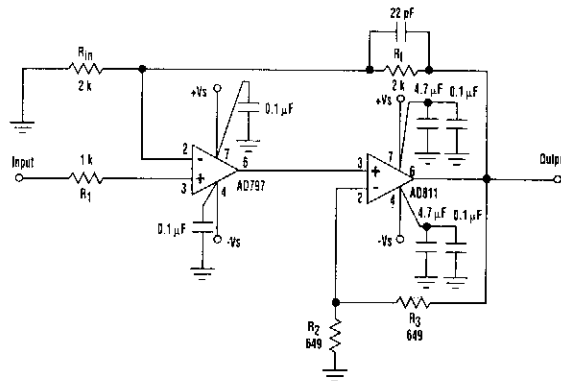 22 pF
Rin
2 k
Rf
2 k
+Vs
0.1 µF
+Vs
4.7 µF
0.1 µF
Input
1 k
R1
2
-
7
6
+
3
4
AD797
0.1 µF
-Vs
3
+
7
6
-
2
4
AD811
Output
4.7 µF
0.1 µF
-Vs
R2
649
R3
649